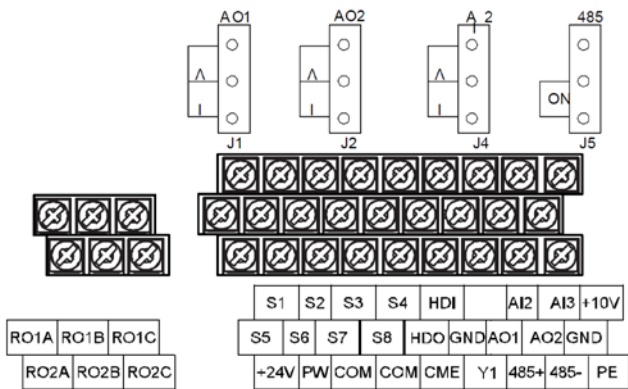 AO1 AO2 AI2 485
V V V
I I I ON
J1 J2 J4 J5
S1 S2 S3 S4 HDI AI2 AI3 +10V
RO1A RO1B RO1C S5 S6 S7 S8 HDO GND AO1 AO2 GND
RO2A RO2B RO2C +24V PW COM COM CME Y1 485+ 485- PE